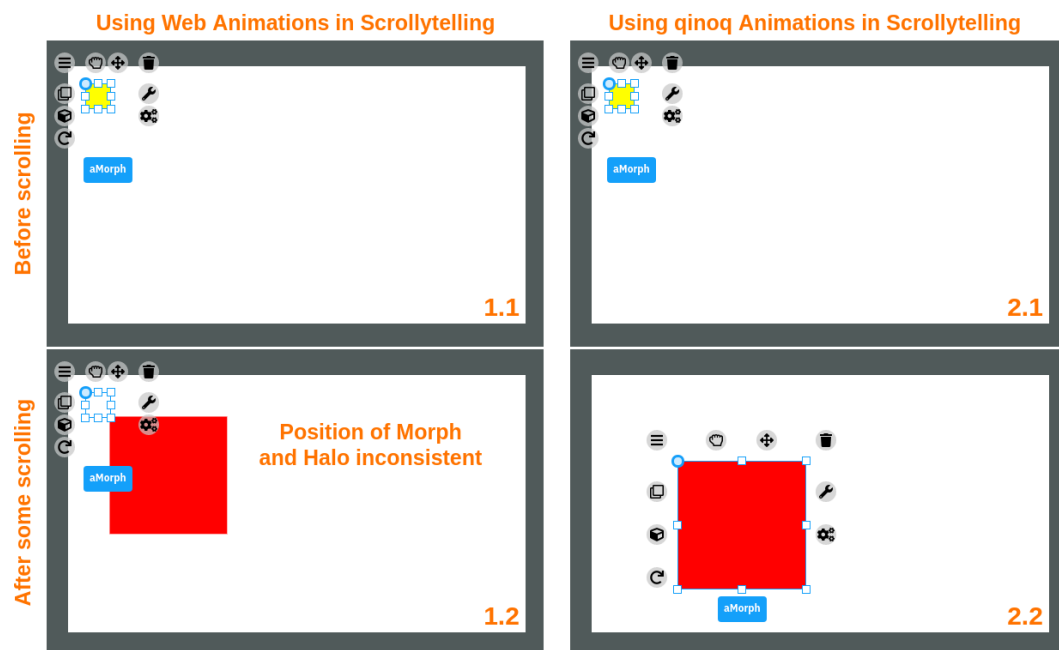 Using Web Animations in Scrollytelling
Using qinoq Animations in Scrollytelling
Before scrolling
aMorph
1.1
aMorph
2.1
After some scrolling
Position of Morph
and Halo inconsistent
aMorph
1.2
aMorph
2.2